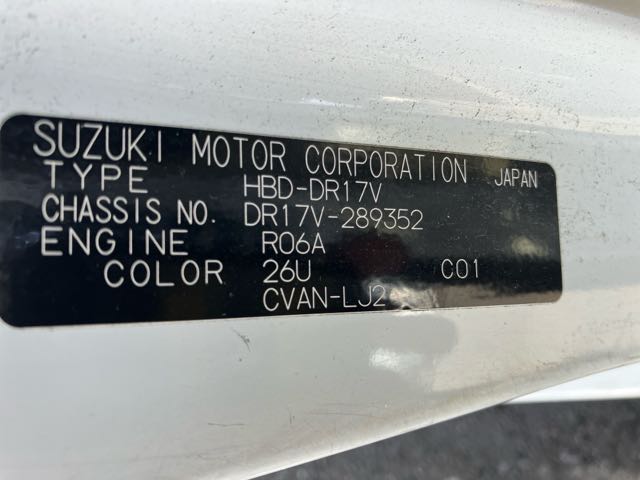 SUZUKI MOTOR CORPORATION JAPAN
TYPE HBD-DR17V
CHASSIS NO. DR17V-289352
ENGINE R06A
COLOR 26U C01
CVAN-LJ2